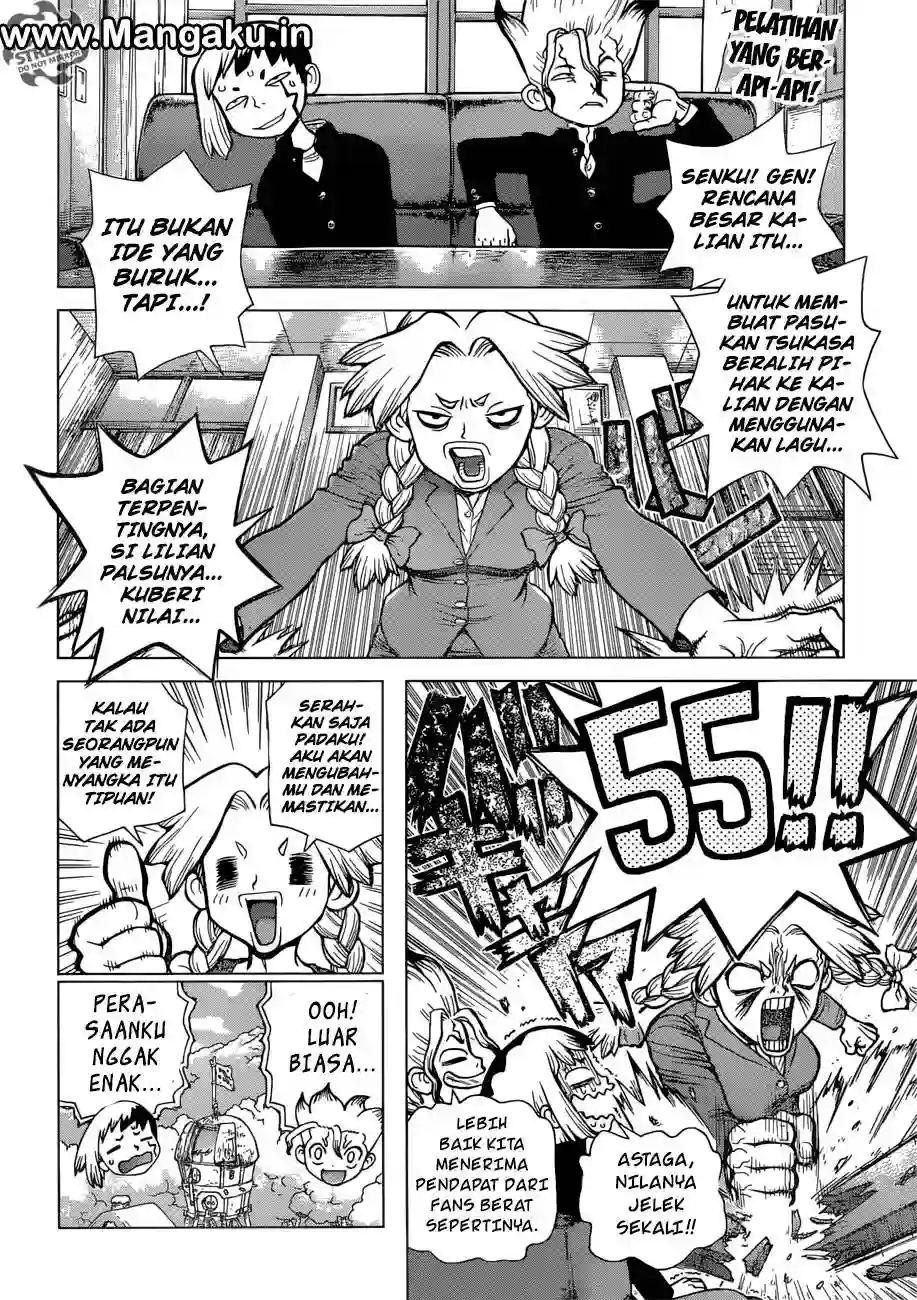 www.Mangaku.in
STRE
DO NOT MIRROR
PELATIHAN
YANG BER-
API-API!
SENKU! GEN!
RENCANA
BESAR KA-
LIAN ITU...
ITU BUKAN
IDE YANG
BURUK...
TAPI...!
UNTUK MEM-
BUAT PASU-
KAN TSUKASA
BERALIH PI-
HAK KE KA-
LIAN DENGAN
MENGGUNA-
KAN LAGU...
BAGIAN
TERPEN-
TINGNYA,
SI LILIAN
PALSUNYA...
KUBERI
NILAI...
55!!
SERAH-
KAN SAJA
PADAKU!
AKU AKAN
MENGUBAH-
MU DAN ME-
MASTIKAN...
KALAU
TAK ADA
SEORANGPUN
YANG ME-
NYANGKA ITU
TIPUAN!
ASTAGA,
NILANYA
JELEK
SEKALI!!
LEBIH
BAIK KITA
MENERIMA
PENDAPAT DARI
FANS BERAT
SEPERTINYA.
OOH!
LUAR
BIASA...
PERA-
SAANKU
NGGAK
ENAK...